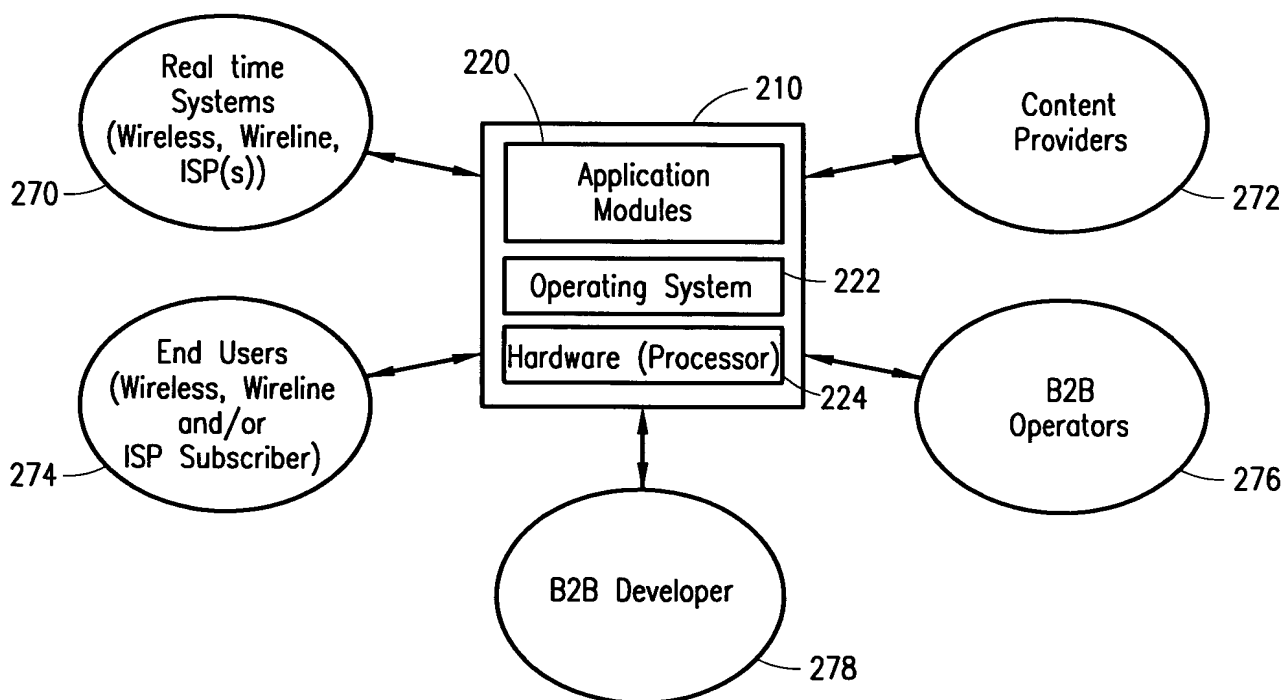 Real time
Systems
(Wireless, Wireline,
ISP(s))
270
220
210
Application
Modules
Operating System
222
Hardware (Processor)
224
Content
Providers
272
End Users
(Wireless, Wireline
and/or
ISP Subscriber)
274
B2B
Operators
276
B2B Developer
278